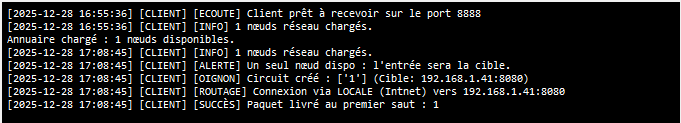 [2025-12-28 16:55:36] [CLIENT] [ECOUTE] Client prêt à recevoir sur le port 8888
[2025-12-28 16:55:36] [CLIENT] [INFO] 1 nœuds réseau chargés.
Annuaire chargé : 1 nœuds disponibles.
[2025-12-28 17:08:45] [CLIENT] [INFO] 1 nœuds réseau chargés.
[2025-12-28 17:08:45] [CLIENT] [ALERTE] Un seul nœud dispo : l'entrée sera la cible.
[2025-12-28 17:08:45] [CLIENT] [OIGNON] Circuit créé : ['1'] (Cible: 192.168.1.41:8080)
[2025-12-28 17:08:45] [CLIENT] [ROUTAGE] Connexion via LOCALE (Intnet) vers 192.168.1.41:8080
[2025-12-28 17:08:45] [CLIENT] [SUCCÈS] Paquet livré au premier saut : 1